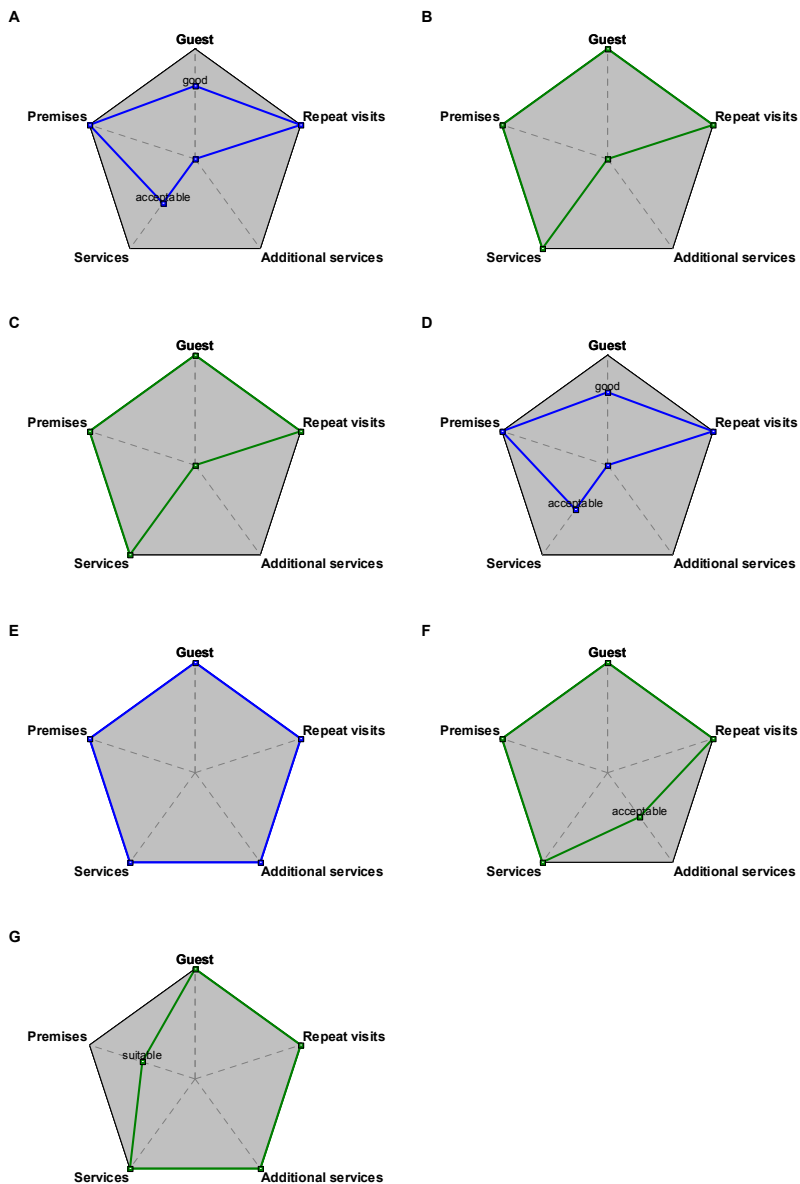 A
Guest
good
Premises
Repeat visits
acceptable
Services
Additional services
B
Guest
Premises
Repeat visits
Services
Additional services
C
Guest
Premises
Repeat visits
Services
Additional services
D
Guest
good
Premises
Repeat visits
acceptable
Services
Additional services
E
Guest
Premises
Repeat visits
Services
Additional services
F
Guest
Premises
Repeat visits
acceptable
Services
Additional services
G
Guest
Premises
Repeat visits
suitable
Services
Additional services